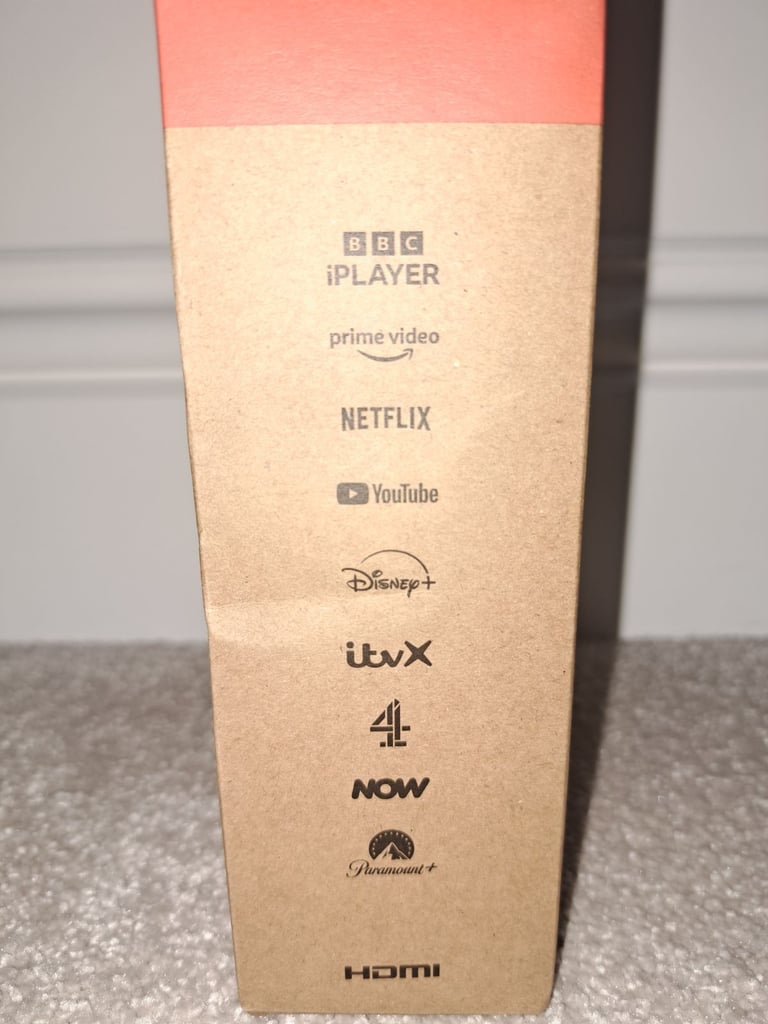 BBC
iPLAYER
prime video
NETFLIX
YouTube
Disney+
itvX
4
NOW
Paramount+
HDMI